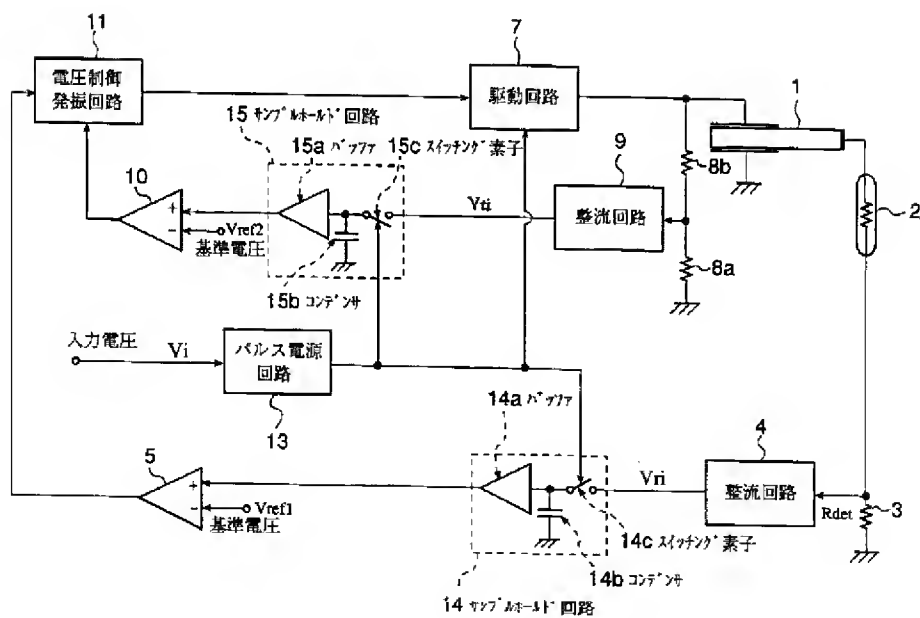 11
電圧制御
発振回路
7
駆動回路
1
15 サンプルホールド回路
15a バッファ
15c スイッチング素子
8b
9
整流回路
Vti
2
10
+
-
Vref2
基準電圧
15b コンデンサ
8a
入力電圧
Vi
パルス電源
回路
13
14a バッファ
4
整流回路
Vri
Rdet
3
5
+
-
Vref1
基準電圧
14c スイッチング素子
14b コンデンサ
14 サンプルホールド回路